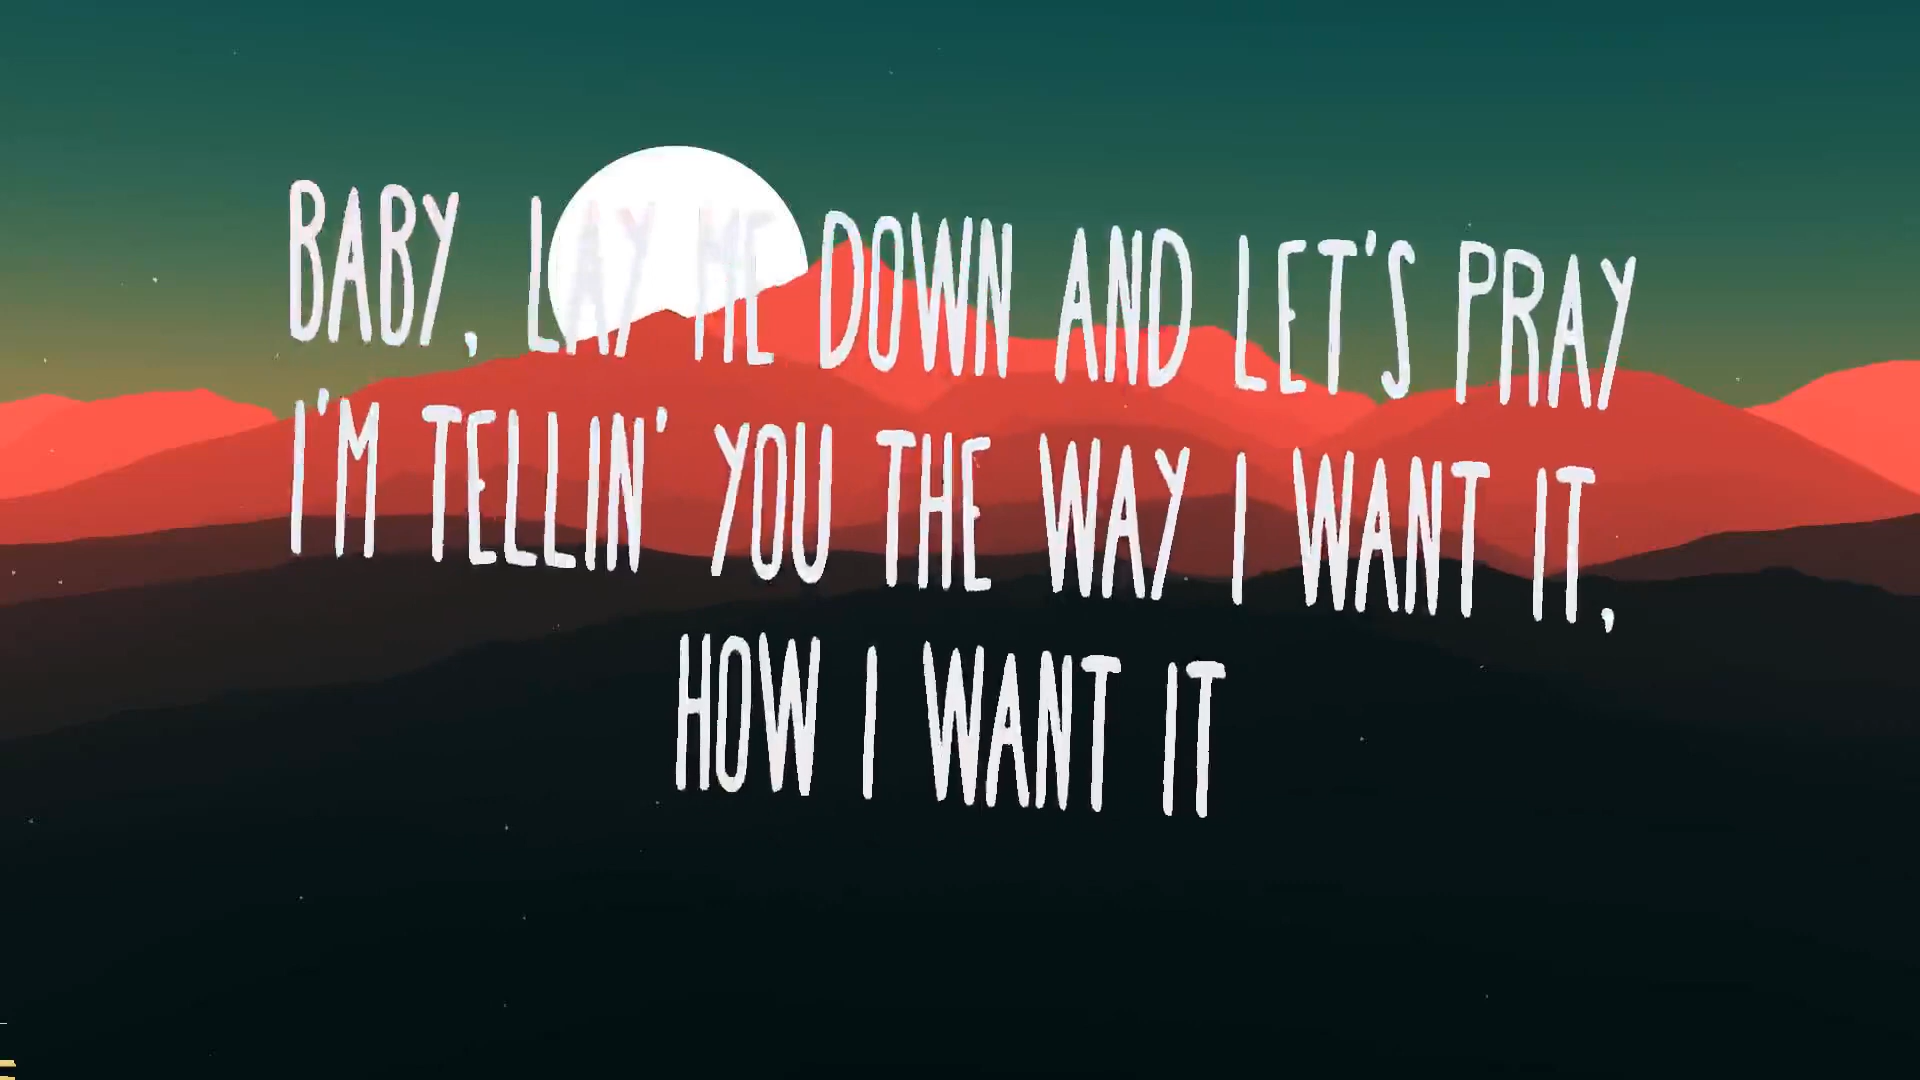 BABY, LAY ME DOWN AND LET'S PRAY
I'M TELLIN' YOU THE WAY I WANT IT,
HOW I WANT IT